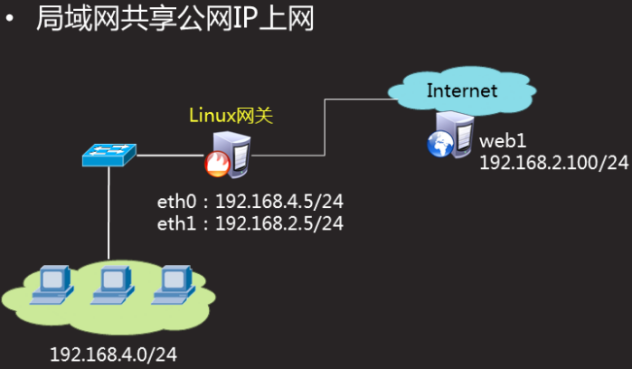 • 局域网共享公网IP上网
Internet
Linux网关
web1
192.168.2.100/24
eth0：192.168.4.5/24
eth1：192.168.2.5/24
192.168.4.0/24